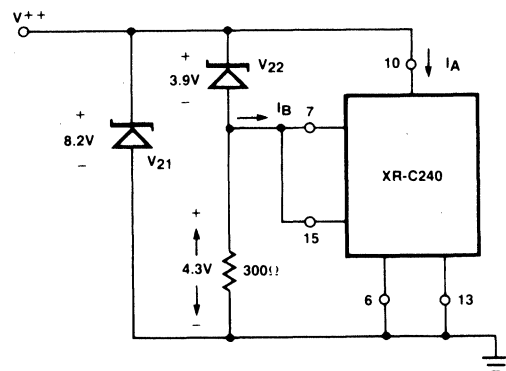 V++
+
3.9V
−
V22
10
IA
IB
7
XR-C240
+
8.2V
−
V21
15
+
4.3V
−
300Ω
6
13